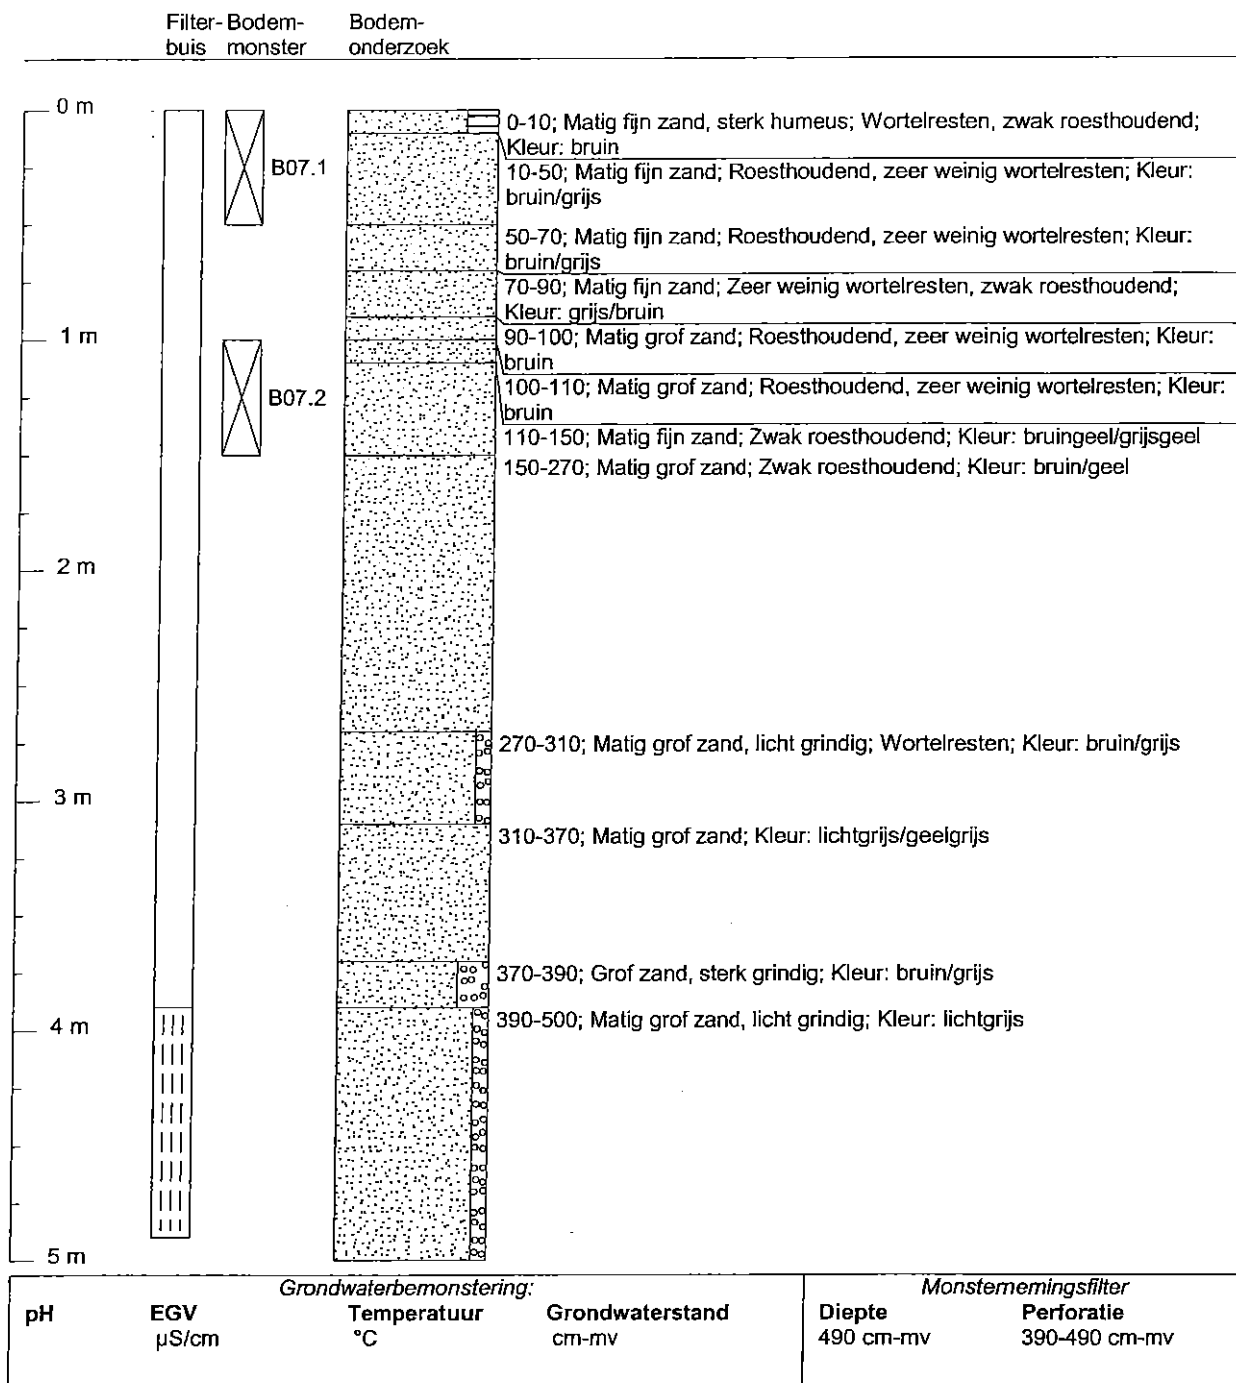 Filter- Bodem- Bodem-
buis monster onderzoek
0 m
0-10; Matig fijn zand, sterk humeus; Wortelresten, zwak roesthoudend;
Kleur: bruin
B07.1
10-50; Matig fijn zand; Roesthoudend, zeer weinig wortelresten; Kleur:
bruin/grijs
50-70; Matig fijn zand; Roesthoudend, zeer weinig wortelresten; Kleur:
bruin/grijs
70-90; Matig fijn zand; Zeer weinig wortelresten, zwak roesthoudend;
Kleur: grijs/bruin
1 m
90-100; Matig grof zand; Roesthoudend, zeer weinig wortelresten; Kleur:
bruin
B07.2
100-110; Matig grof zand; Roesthoudend, zeer weinig wortelresten; Kleur:
bruin
110-150; Matig fijn zand; Zwak roesthoudend; Kleur: bruingeel/grijsgeel
150-270; Matig grof zand; Zwak roesthoudend; Kleur: bruin/geel
2 m
270-310; Matig grof zand, licht grindig; Wortelresten; Kleur: bruin/grijs
3 m
310-370; Matig grof zand; Kleur: lichtgrijs/geelgrijs
370-390; Grof zand, sterk grindig; Kleur: bruin/grijs
4 m
390-500; Matig grof zand, licht grindig; Kleur: lichtgrijs
5 m
Grondwaterbemonstering: Monsternemingsfilter
pH EGV Temperatuur Grondwaterstand Diepte Perforatie
µS/cm °C cm-mv 490 cm-mv 390-490 cm-mv